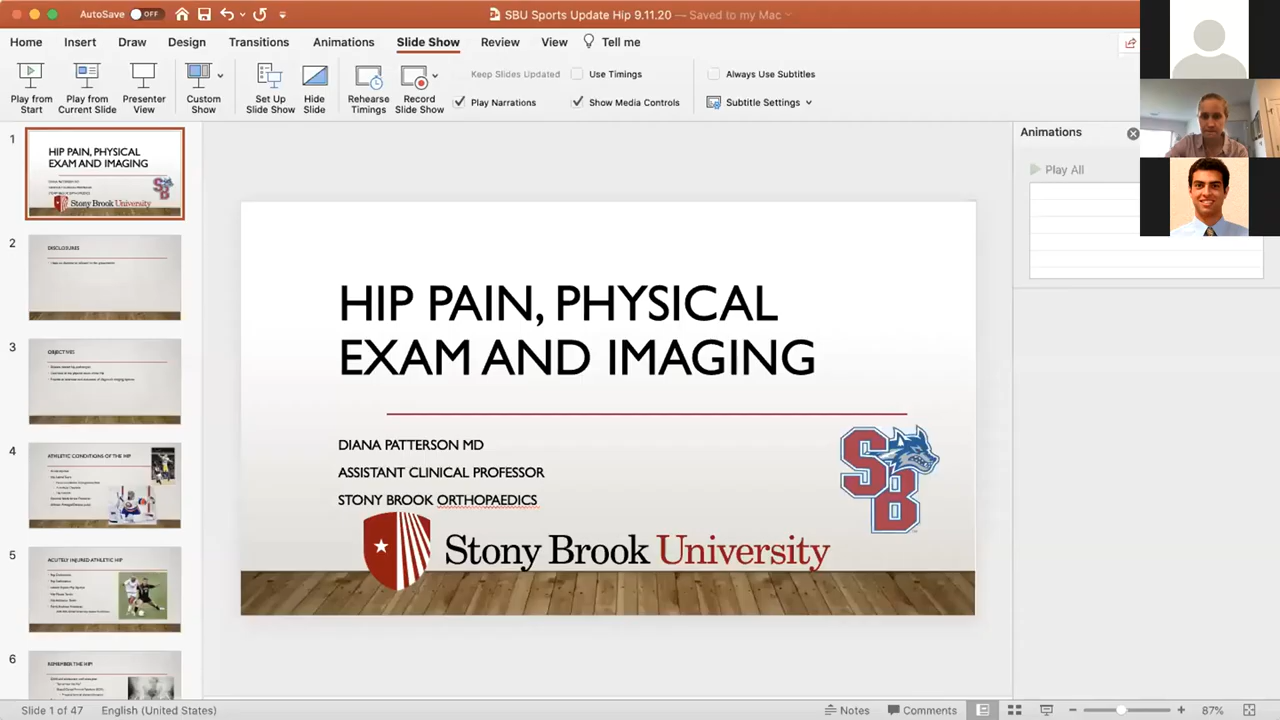 AutoSave OFF
SBU Sports Update Hip 9.11.20 — Saved to my Mac
Home Insert Draw Design Transitions Animations Slide Show Review View Tell me
Play from Start
Play from Current Slide
Presenter View
Custom Show
Set Up Slide Show
Hide Slide
Rehearse Timings
Record Slide Show
Keep Slides Updated
Use Timings
Play Narrations
Show Media Controls
Always Use Subtitles
Subtitle Settings
1
HIP PAIN, PHYSICAL
EXAM AND IMAGING
Stony Brook University
2
DISCLOSURES
3
OBJECTIVES
4
ATHLETIC CONDITIONS OF THE HIP
5
ACUTELY INJURED ATHLETIC HIP
6
REMEMBER THE HIP!
HIP PAIN, PHYSICAL
EXAM AND IMAGING
DIANA PATTERSON MD
ASSISTANT CLINICAL PROFESSOR
STONY BROOK ORTHOPAEDICS
SB
Stony Brook University
Animations
Play All
Slide 1 of 47 English (United States)
Notes Comments 87%